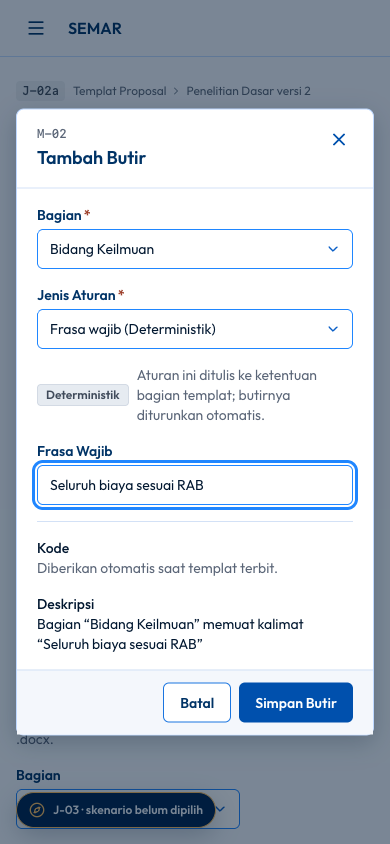 SEMAR
J-02a Templat Proposal > Penelitian Dasar versi 2
M-02
Tambah Butir
Bagian *
Bidang Keilmuan
Jenis Aturan *
Frasa wajib (Deterministik)
Deterministik
Aturan ini ditulis ke ketentuan
bagian templat; butirnya
diturunkan otomatis.
Frasa Wajib
Seluruh biaya sesuai RAB
Kode
Diberikan otomatis saat templat terbit.
Deskripsi
Bagian “Bidang Keilmuan” memuat kalimat
“Seluruh biaya sesuai RAB”
Batal
Simpan Butir
.docx.
Bagian
J-03 · skenario belum dipilih